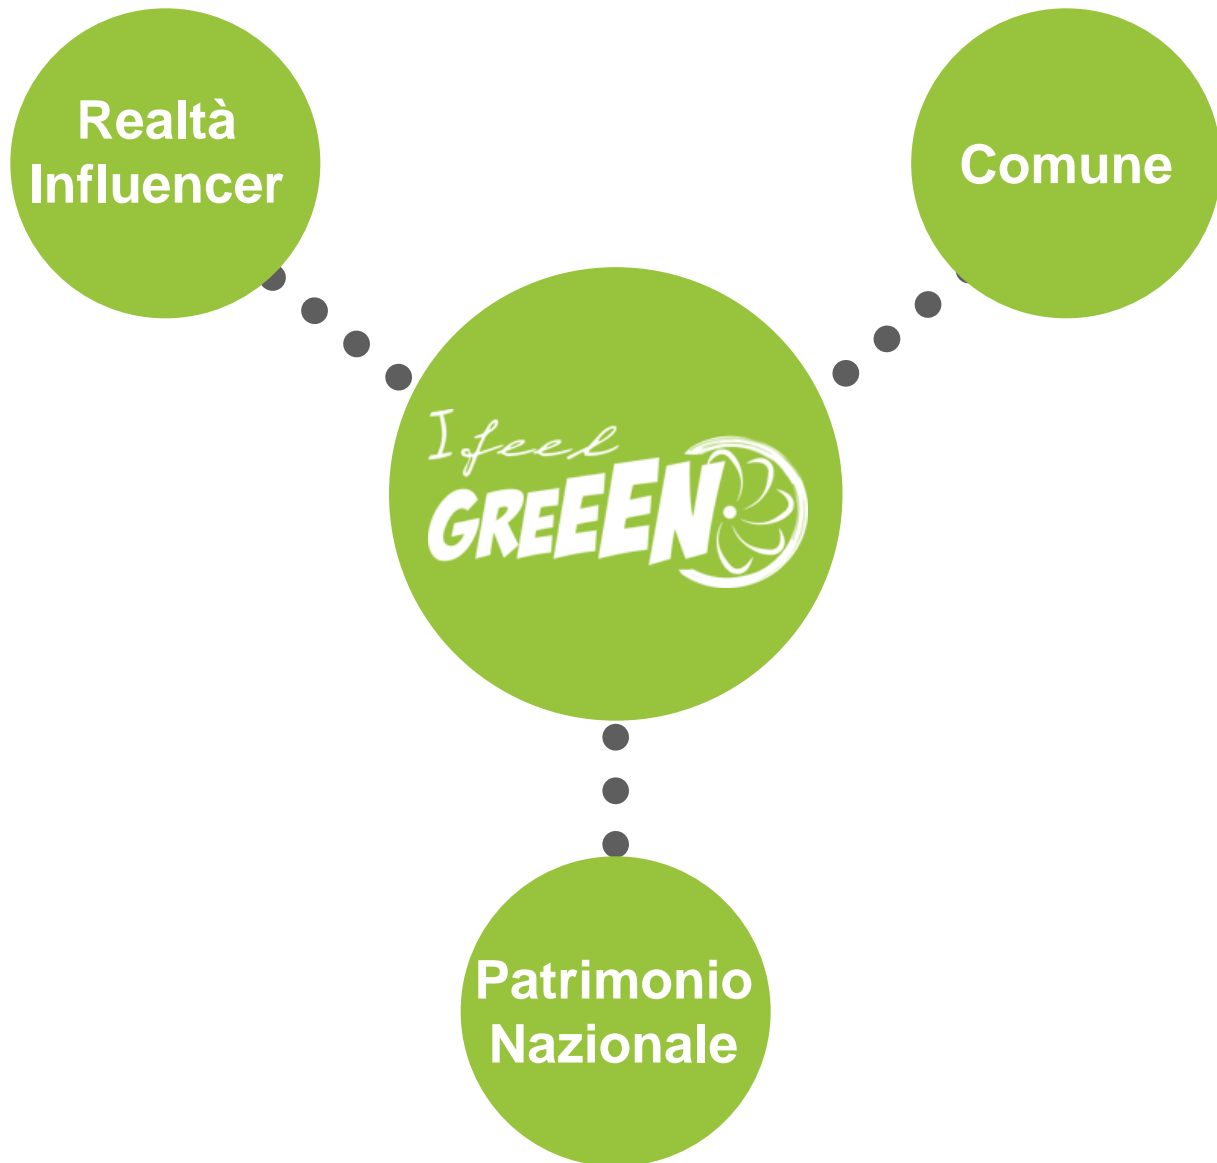 Realtà
Influencer
Comune
I feel
GREEEN
Patrimonio
Nazionale